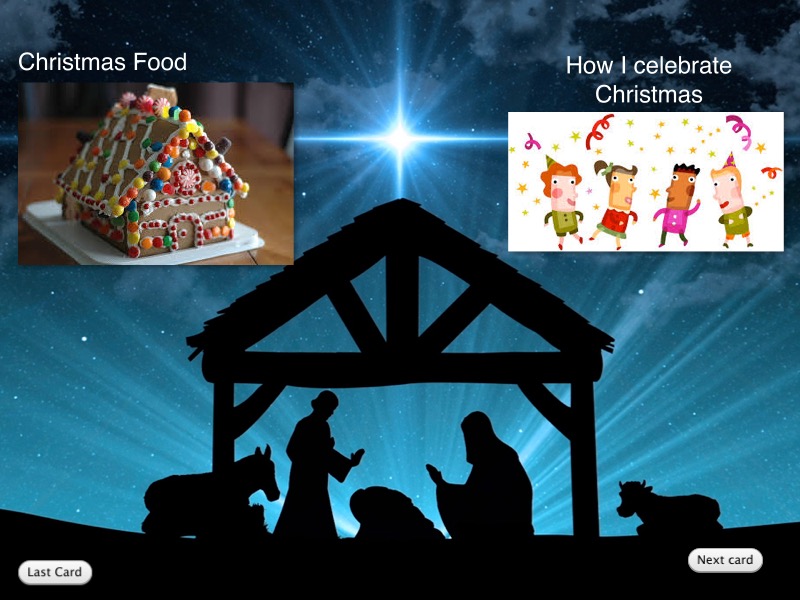 Christmas Food
How I celebrate
Christmas
Last Card
Next card